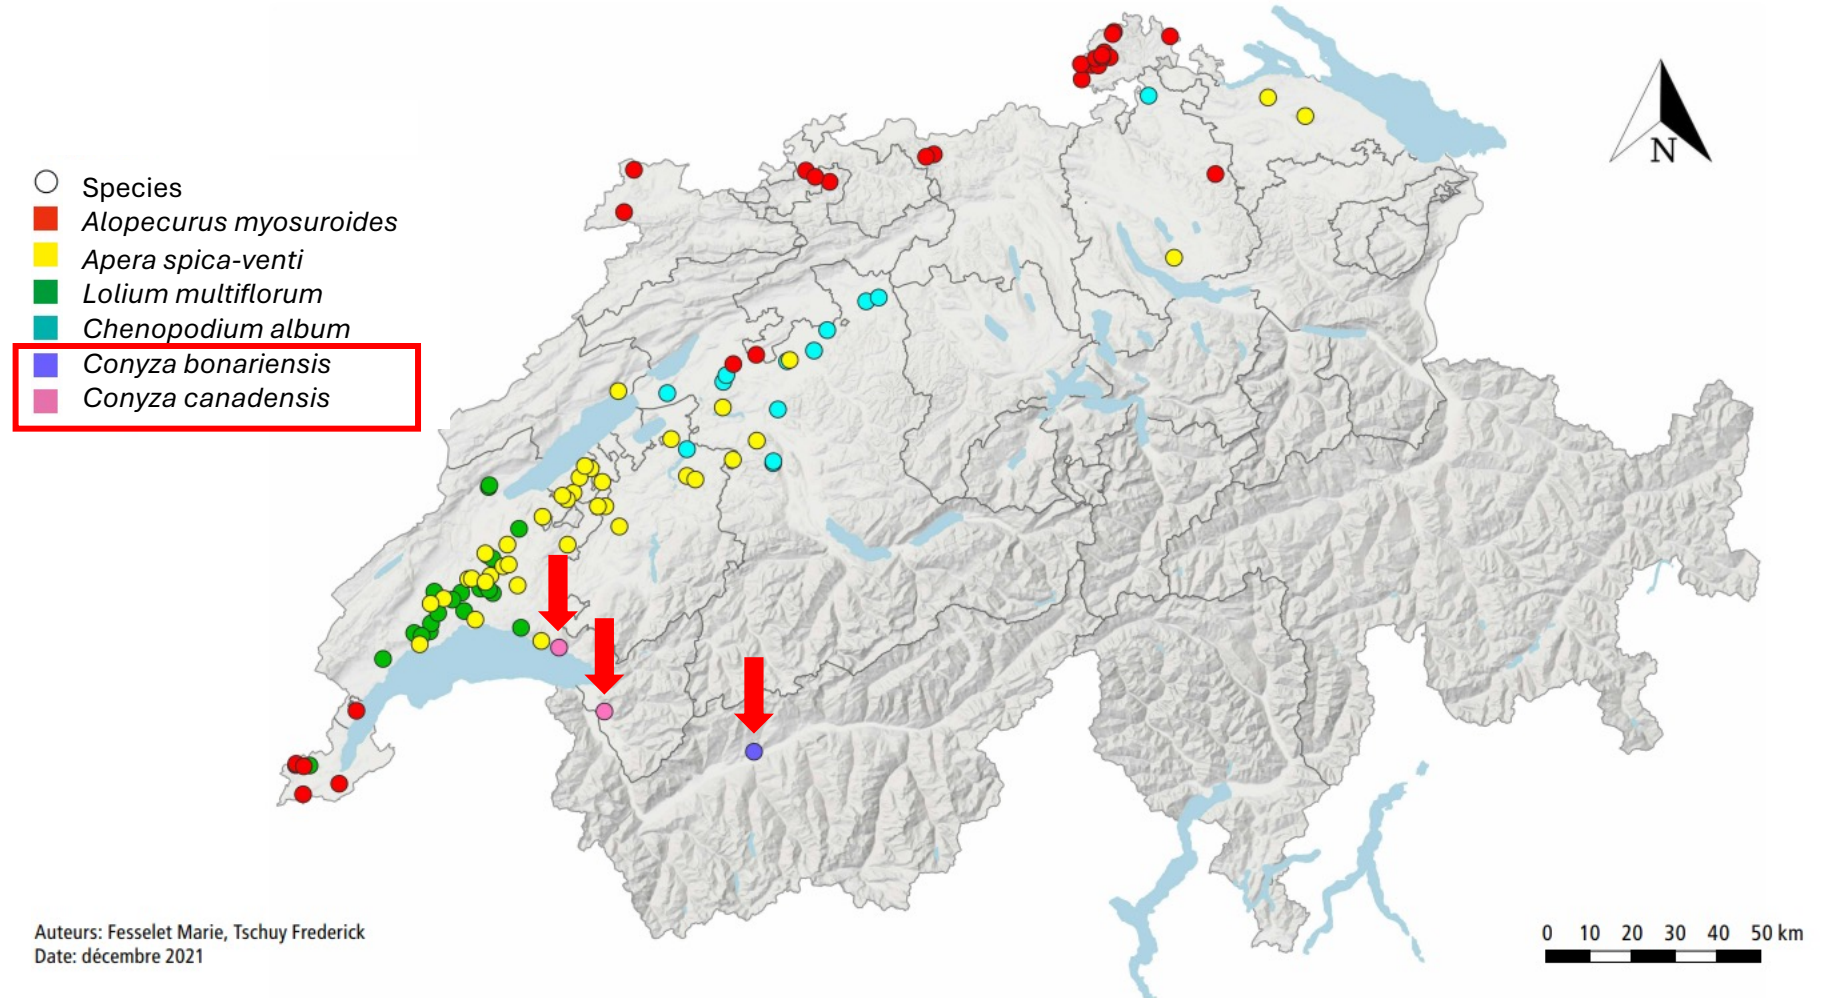 N
Species
Alopecurus myosuroides
Apera spica-venti
Lolium multiflorum
Chenopodium album
Conyza bonariensis
Conyza canadensis
Auteurs: Fesselet Marie, Tschuy Frederick
Date: décembre 2021
0 10 20 30 40 50 km